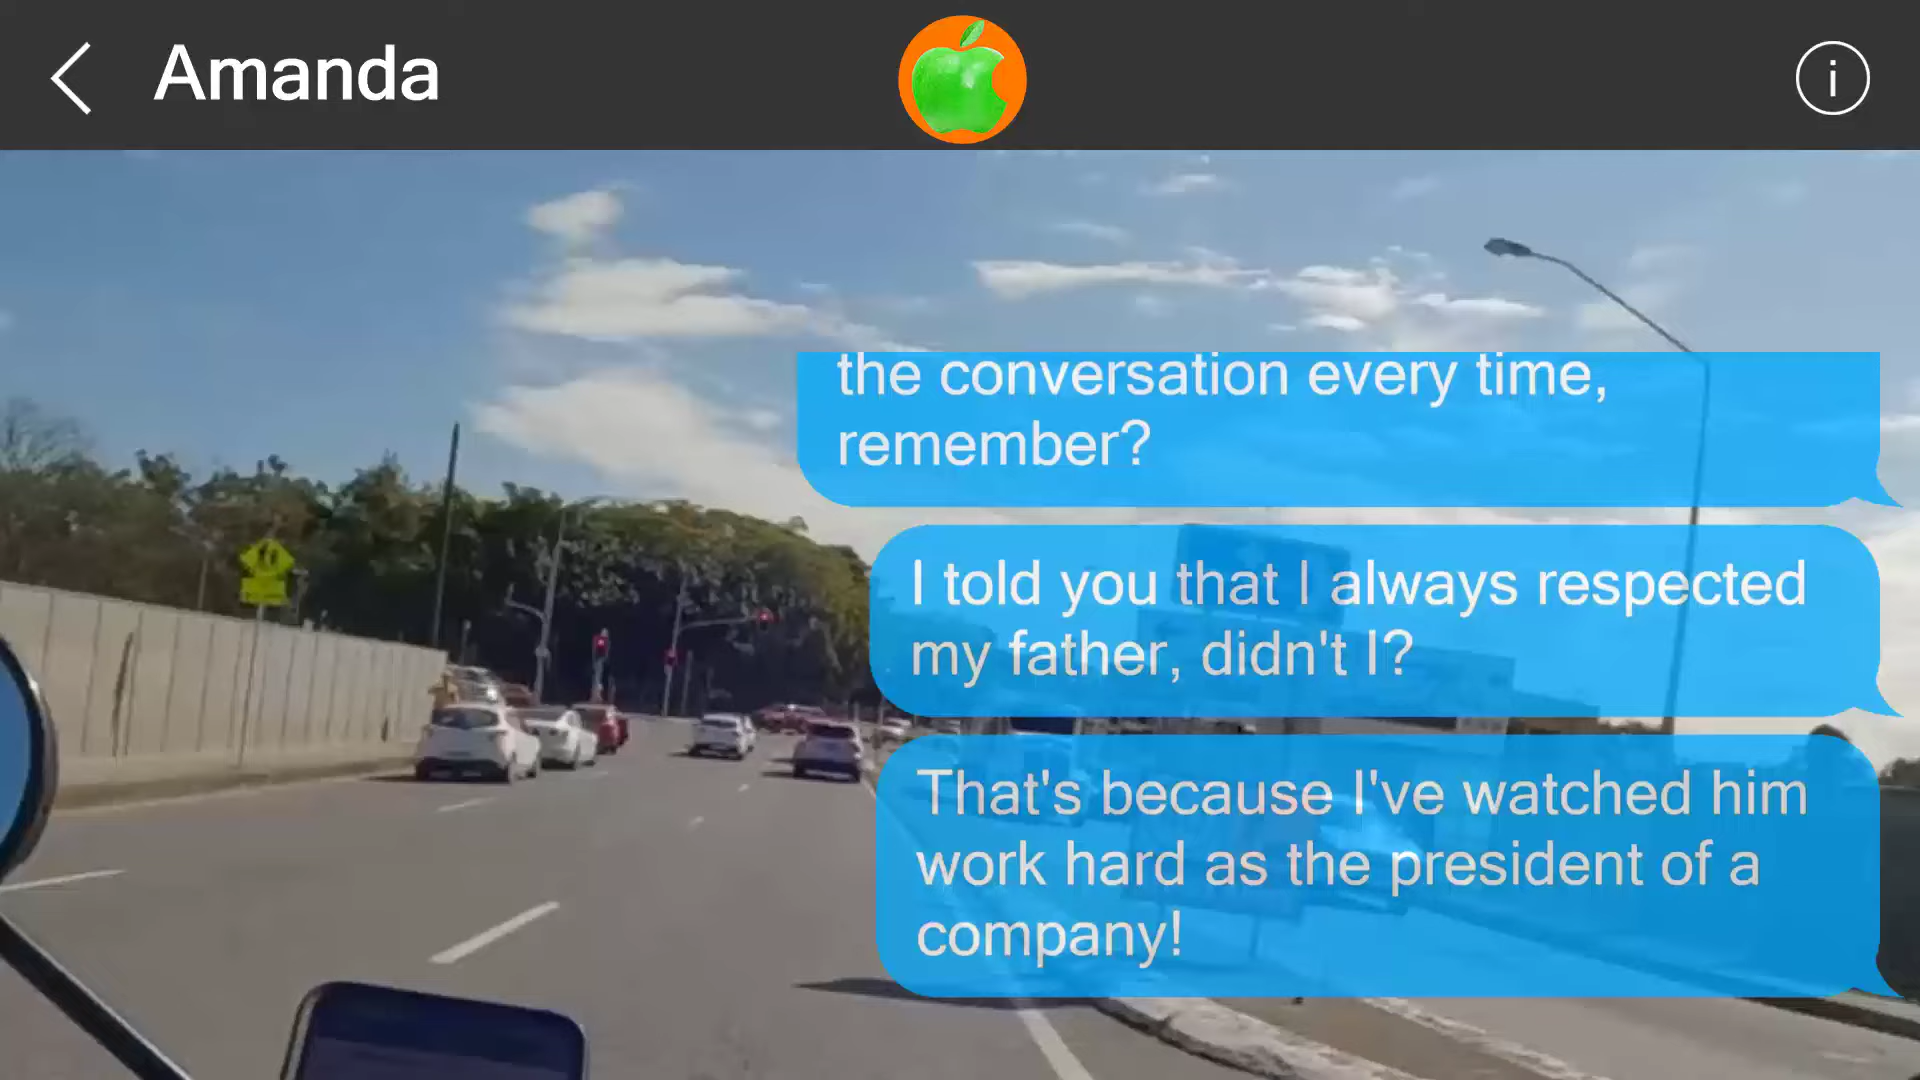 Amanda
the conversation every time,
remember?
I told you that I always respected
my father, didn't I?
That's because I've watched him
work hard as the president of a
company!